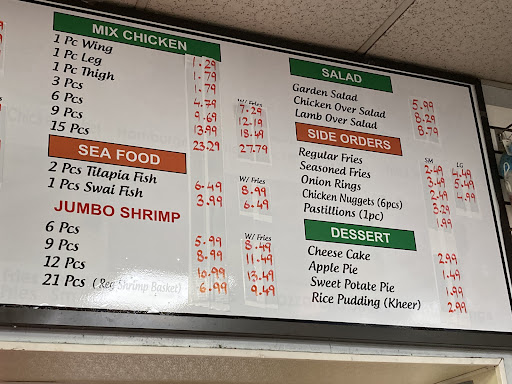 MIX CHICKEN
1 Pc Wing 1.29
1 Pc Leg 1.79
1 Pc Thigh 1.79
W/ Fries
3 Pcs 4.79 7.29
6 Pcs 9.69 12.19
9 Pcs 13.99 18.49
15 Pcs 23.29 27.79
SEA FOOD
W/ Fries
2 Pcs Tilapia Fish 6.49 8.99
1 Pcs Swai Fish 3.99 6.49
JUMBO SHRIMP
W/ Fries
6 Pcs 5.99 8.49
9 Pcs 8.99 11.49
12 Pcs 10.99 13.49
21 Pcs (Reg Shrimp Basket) 6.99 9.49
SALAD
Garden Salad 5.99
Chicken Over Salad 8.29
Lamb Over Salad 8.79
SIDE ORDERS
SM LG
Regular Fries 2.49 4.49
Seasoned Fries 3.49 5.49
Onion Rings 2.49 4.99
Chicken Nuggets (6pcs) 3.29
Pastillions (1pc) 1.99
DESSERT
Cheese Cake 2.99
Apple Pie 1.49
Sweet Potato Pie 1.99
Rice Pudding (Kheer) 2.99